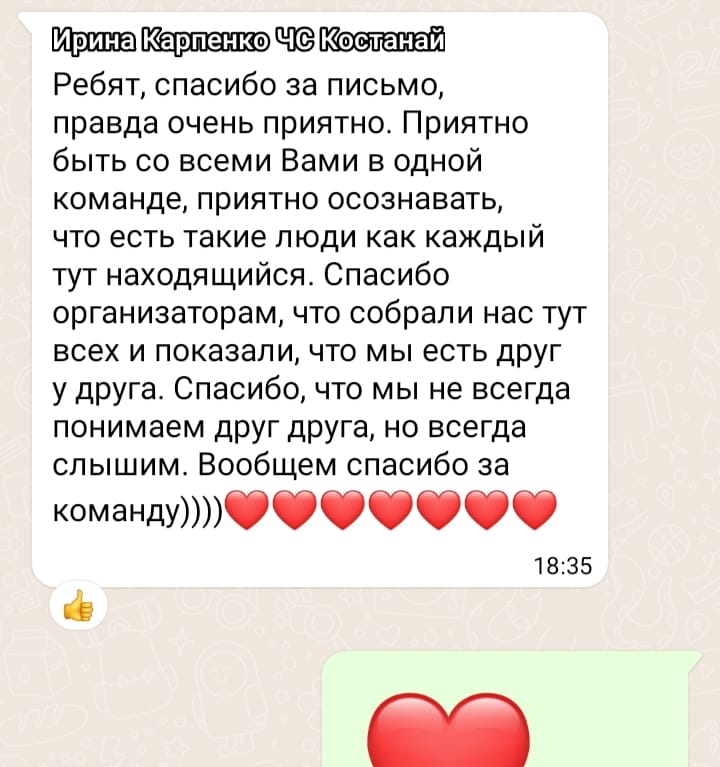 Ирина Карпенко ЧС Костанай
Ребят, спасибо за письмо,
правда очень приятно. Приятно
быть со всеми Вами в одной
команде, приятно осознавать,
что есть такие люди как каждый
тут находящийся. Спасибо
организаторам, что собрали нас тут
всех и показали, что мы есть друг
у друга. Спасибо, что мы не всегда
понимаем друг друга, но всегда
слышим. Вообщем спасибо за
команду))))❤️❤️❤️❤️❤️❤️❤️
18:35